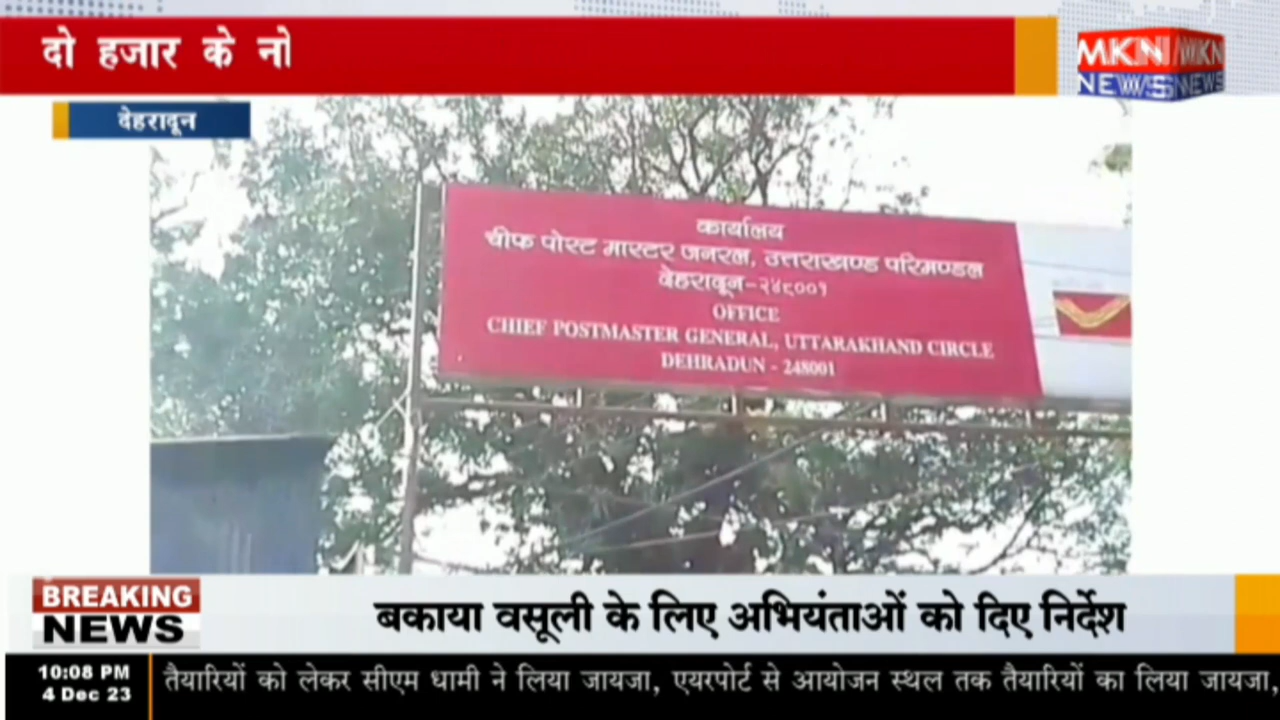 दो हजार के नो
MKN NEWS
देहरादून
कार्यालय
चीफ पोस्ट मास्टर जनरल, उत्तराखण्ड परिमण्डल
देहरादून-२४८००१
OFFICE
CHIEF POSTMASTER GENERAL, UTTARAKHAND CIRCLE
DEHRADUN - 248001
BREAKING
NEWS
बकाया वसूली के लिए अभियंताओं को दिए निर्देश
10:08 PM
4 Dec 23
तैयारियों को लेकर सीएम धामी ने लिया जायजा, एयरपोर्ट से आयोजन स्थल तक तैयारियों का लिया जायजा,